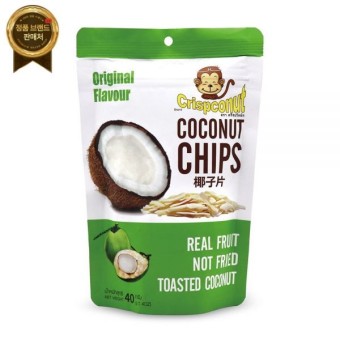 정품 브랜드
판매처
Original
Flavour
Crispconut
COCONUT
CHIPS
椰子片
REAL FRUIT
NOT FRIED
TOASTED COCONUT
40